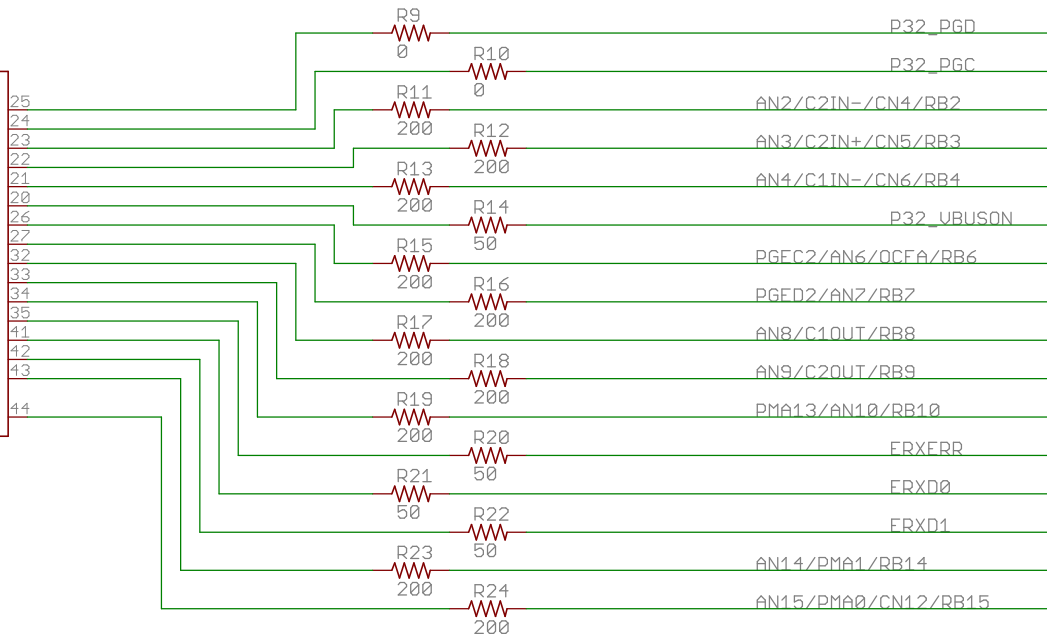 R9
P32_PGD
0
R10
P32_PGC
0
25
R11
AN2/C2IN-/CN4/RB2
24
200
R12
23
AN3/C2IN+/CN5/RB3
22
200
R13
21
AN4/C1IN-/CN6/RB4
20
200
R14
26
P32_VBUSON
27
50
R15
32
PGEC2/AN6/OCFA/RB6
33
200
R16
34
PGED2/AN7/RB7
35
200
R17
41
AN8/C1OUT/RB8
42
200
R18
43
AN9/C2OUT/RB9
200
R19
44
PMA13/AN10/RB10
200
R20
ERXERR
50
R21
ERXD0
50
R22
ERXD1
50
R23
AN14/PMA1/RB14
200
R24
AN15/PMA0/CN12/RB15
200